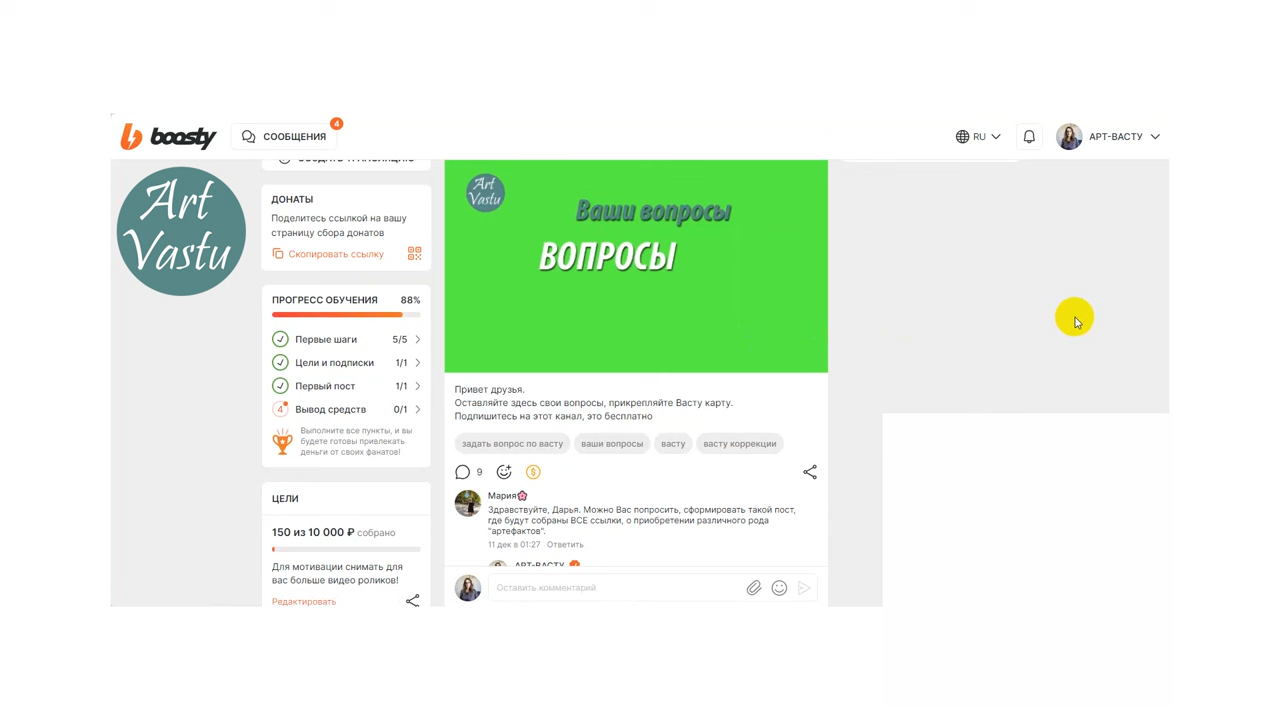 boosty
СООБЩЕНИЯ
4
RU
АРТ-ВАСТУ
СОЗДАТЬ ТРАНСЛЯЦИЮ
Art
Vastu
ДОНАТЫ
Поделитесь ссылкой на вашу
страницу сбора донатов
Скопировать ссылку
ПРОГРЕСС ОБУЧЕНИЯ 88%
Первые шаги 5/5
Цели и подписки 1/1
Первый пост 1/1
4 Вывод средств 0/1
Выполните все пункты, и вы
будете готовы привлекать
деньги от своих фанатов!
ЦЕЛИ
150 из 10 000 ₽ собрано
Для мотивации снимать для
вас больше видео роликов!
Редактировать
Art
Vastu
Ваши вопросы
ВОПРОСЫ
Привет друзья.
Оставляйте здесь свои вопросы, прикрепляйте Васту карту.
Подпишитесь на этот канал, это бесплатно
задать вопрос по васту ваши вопросы васту васту коррекции
9
Мария🌸
Здравствуйте, Дарья. Можно Вас попросить, сформировать такой пост,
где будут собраны ВСЕ ссылки, о приобретении различного рода
"артефактов".
11 дек в 01:27 Ответить
АРТ-ВАСТУ
Оставить комментарий